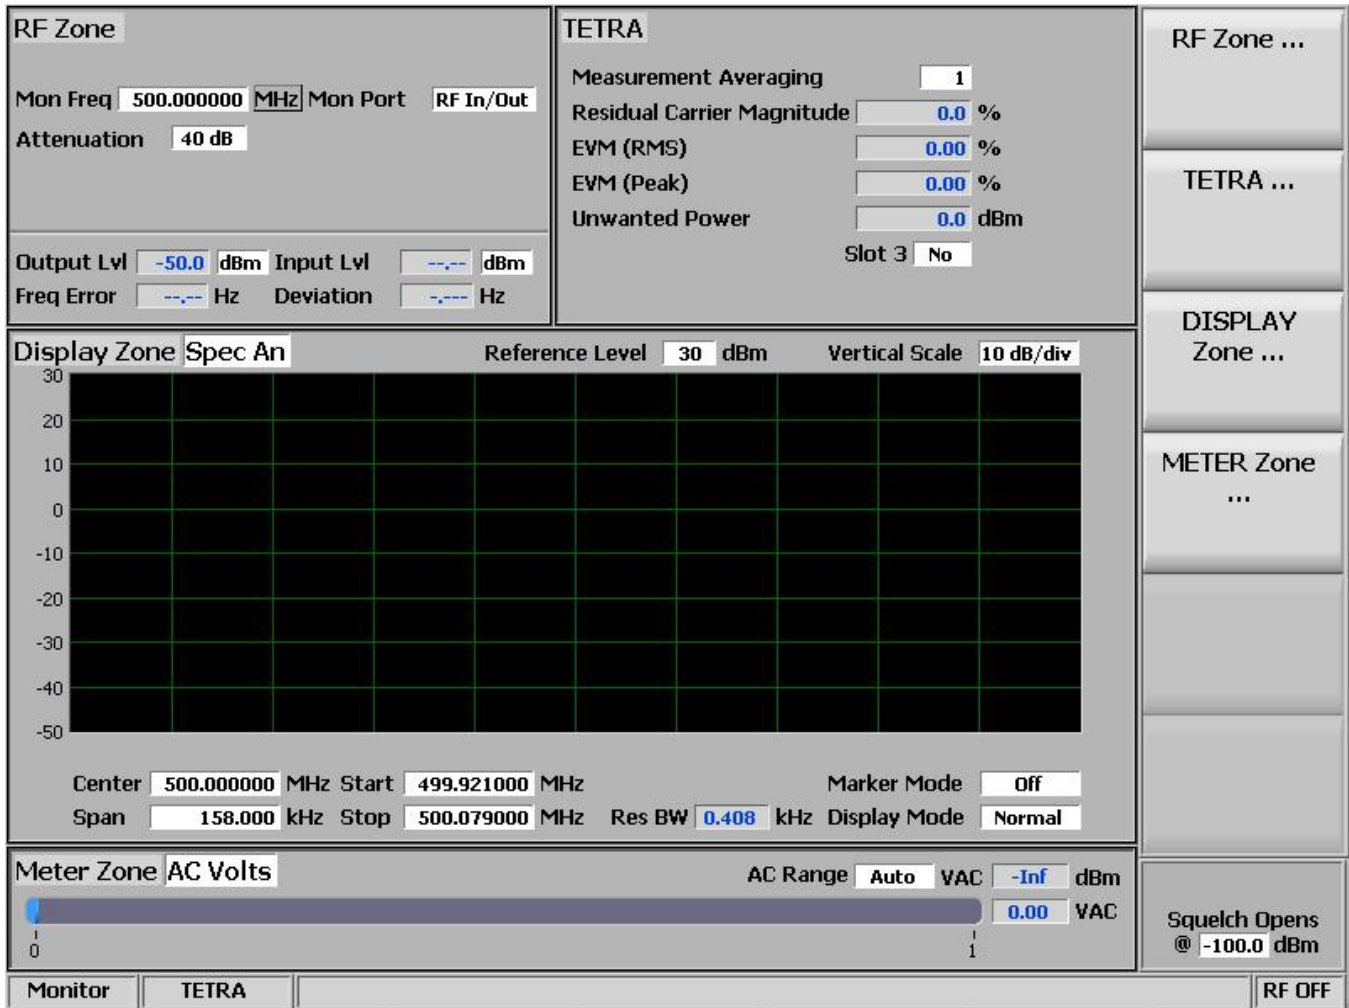 RF Zone
Mon Freq 500.000000 MHz Mon Port RF In/Out
Attenuation 40 dB
Output Lvl -50.0 dBm Input Lvl --.-- dBm
Freq Error --.-- Hz Deviation -.--- Hz
TETRA
Measurement Averaging 1
Residual Carrier Magnitude 0.0 %
EVM (RMS) 0.00 %
EVM (Peak) 0.00 %
Unwanted Power 0.0 dBm
Slot 3 No
Display Zone Spec An Reference Level 30 dBm Vertical Scale 10 dB/div
30
20
10
0
-10
-20
-30
-40
-50
Center 500.000000 MHz Start 499.921000 MHz Marker Mode Off
Span 158.000 kHz Stop 500.079000 MHz Res BW 0.408 kHz Display Mode Normal
Meter Zone AC Volts AC Range Auto VAC -Inf dBm
0.00 VAC
0 1
RF Zone ...
TETRA ...
DISPLAY
Zone ...
METER Zone
...
Squelch Opens
@ -100.0 dBm
Monitor TETRA RF OFF